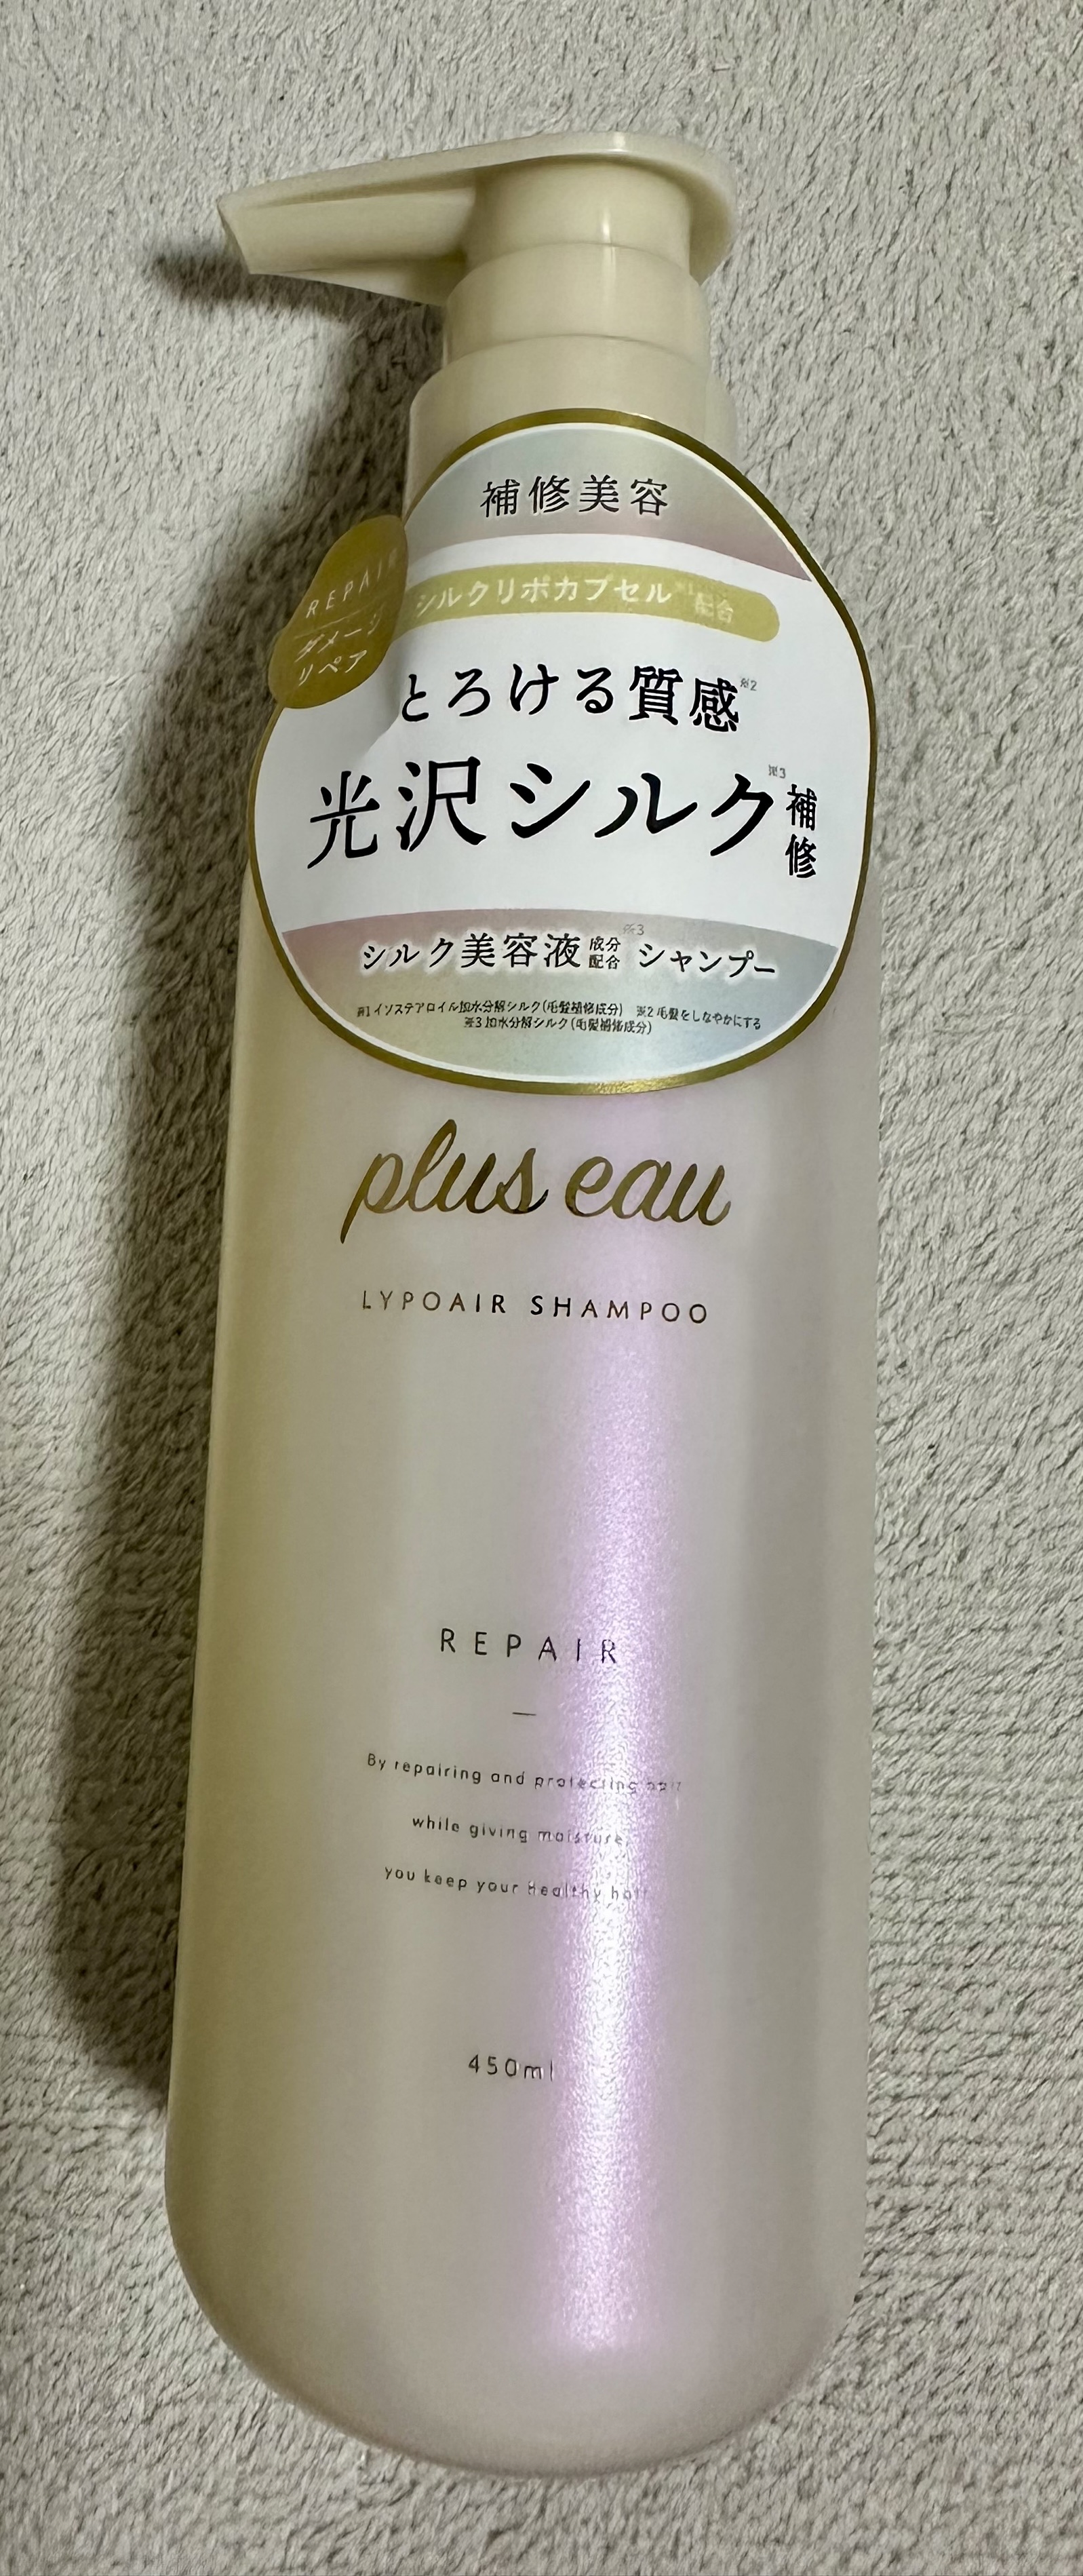 補修美容
シルクリポカプセル※1配合
REPAIR
ダメージ
リペア
とろける質感※2
光沢シルク※3補修
シルク美容液成分配合※3シャンプー
※1 イソステアロイル加水分解シルク(毛髪補修成分) ※2 毛髪をしなやかにする
※3 加水分解シルク(毛髪補修成分)
plus eau
LYPOAIR SHAMPOO
REPAIR
By repairing and protecting hair
while giving moisture,
you keep your healthy hair
450ml